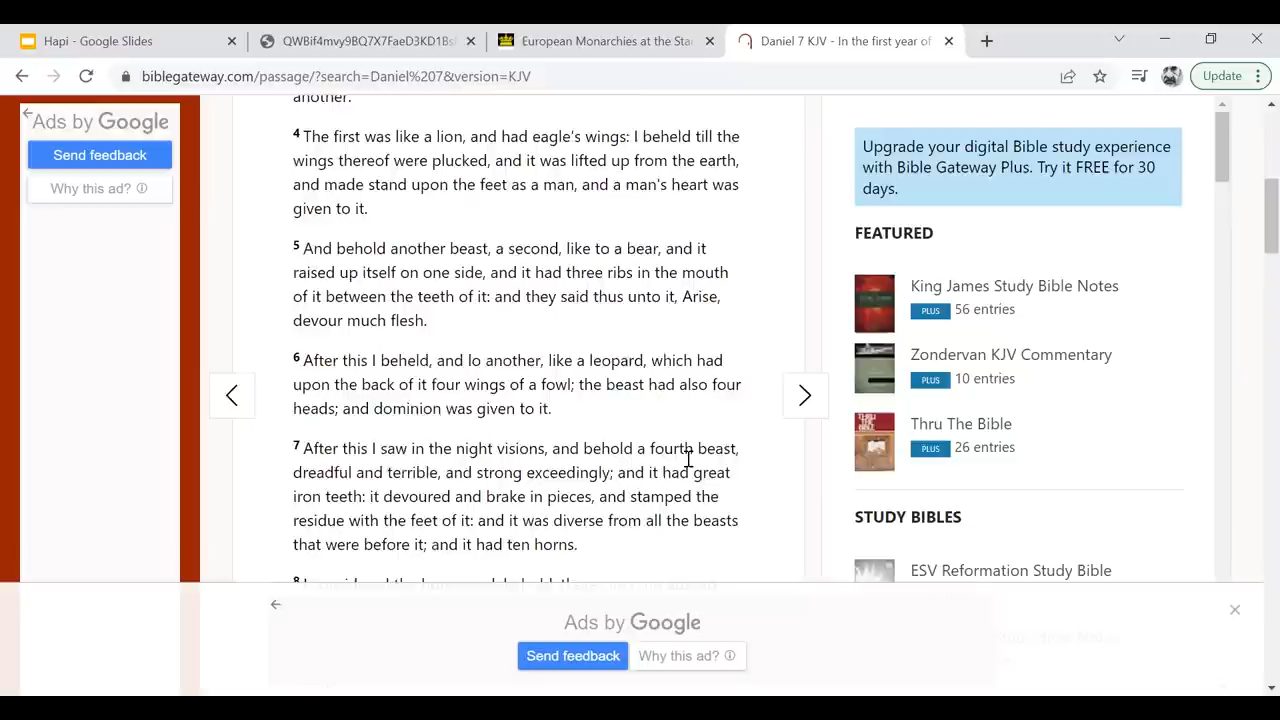 Hapi - Google Slides
QWBif4mvy9BQ7X7FaeD3KD1Bs
European Monarchies at the Sta
Daniel 7 KJV - In the first year of
biblegateway.com/passage/?search=Daniel%207&version=KJV
Update
Ads by Google
Send feedback
Why this ad?
another.
4 The first was like a lion, and had eagle's wings: I beheld till the
wings thereof were plucked, and it was lifted up from the earth,
and made stand upon the feet as a man, and a man's heart was
given to it.
5 And behold another beast, a second, like to a bear, and it
raised up itself on one side, and it had three ribs in the mouth
of it between the teeth of it: and they said thus unto it, Arise,
devour much flesh.
6 After this I beheld, and lo another, like a leopard, which had
upon the back of it four wings of a fowl; the beast had also four
heads; and dominion was given to it.
7 After this I saw in the night visions, and behold a fourth beast,
dreadful and terrible, and strong exceedingly; and it had great
iron teeth: it devoured and brake in pieces, and stamped the
residue with the feet of it: and it was diverse from all the beasts
that were before it; and it had ten horns.
8
Upgrade your digital Bible study experience
with Bible Gateway Plus. Try it FREE for 30
days.
FEATURED
King James Study Bible Notes
PLUS 56 entries
Zondervan KJV Commentary
PLUS 10 entries
THRU THE
BIBLE
Thru The Bible
PLUS 26 entries
STUDY BIBLES
ESV Reformation Study Bible
Ads by Google
Send feedback
Why this ad?